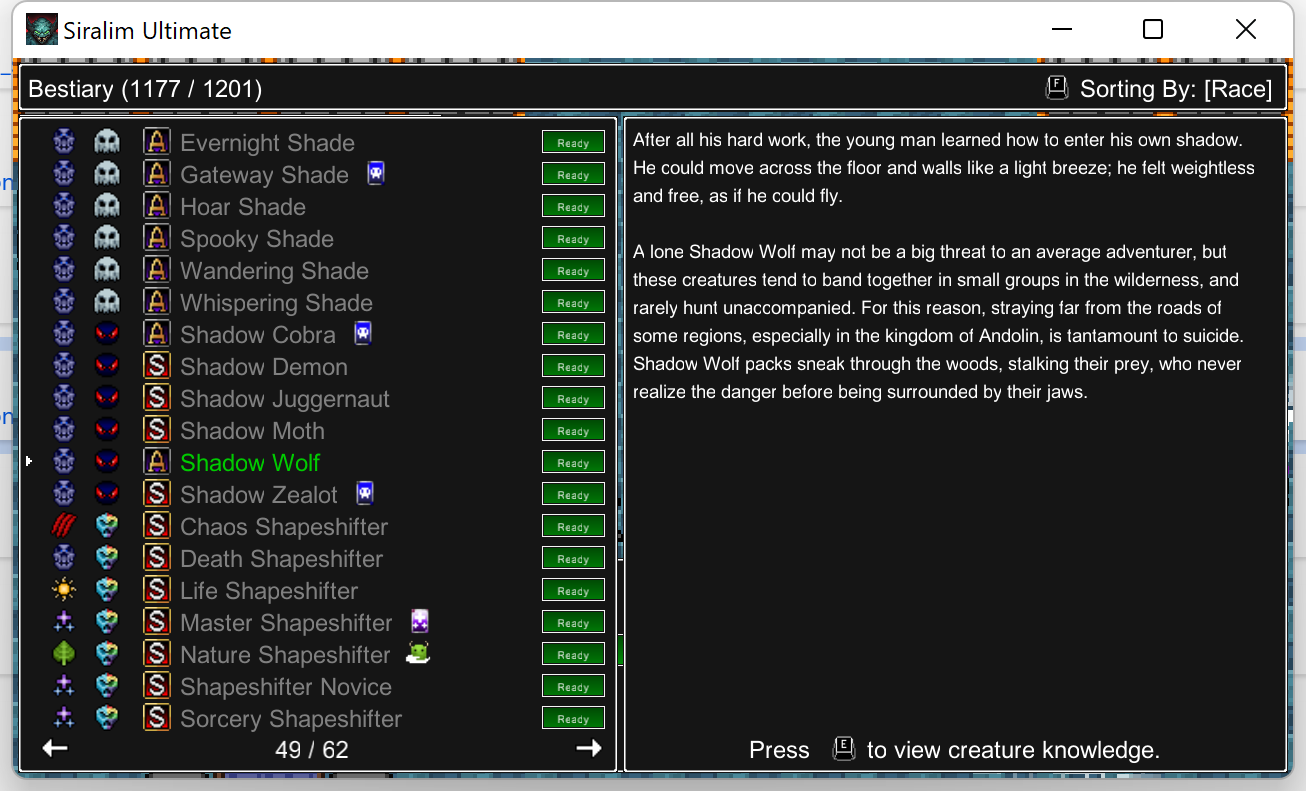 Siralim Ultimate
Bestiary (1177 / 1201)
F Sorting By: [Race]
A Evernight Shade Ready
A Gateway Shade Ready
A Hoar Shade Ready
A Spooky Shade Ready
A Wandering Shade Ready
A Whispering Shade Ready
A Shadow Cobra Ready
S Shadow Demon Ready
S Shadow Juggernaut Ready
S Shadow Moth Ready
A Shadow Wolf Ready
S Shadow Zealot Ready
S Chaos Shapeshifter Ready
S Death Shapeshifter Ready
S Life Shapeshifter Ready
S Master Shapeshifter Ready
S Nature Shapeshifter Ready
S Shapeshifter Novice Ready
S Sorcery Shapeshifter Ready
49 / 62
After all his hard work, the young man learned how to enter his own shadow.
He could move across the floor and walls like a light breeze; he felt weightless
and free, as if he could fly.
A lone Shadow Wolf may not be a big threat to an average adventurer, but
these creatures tend to band together in small groups in the wilderness, and
rarely hunt unaccompanied. For this reason, straying far from the roads of
some regions, especially in the kingdom of Andolin, is tantamount to suicide.
Shadow Wolf packs sneak through the woods, stalking their prey, who never
realize the danger before being surrounded by their jaws.
Press E to view creature knowledge.